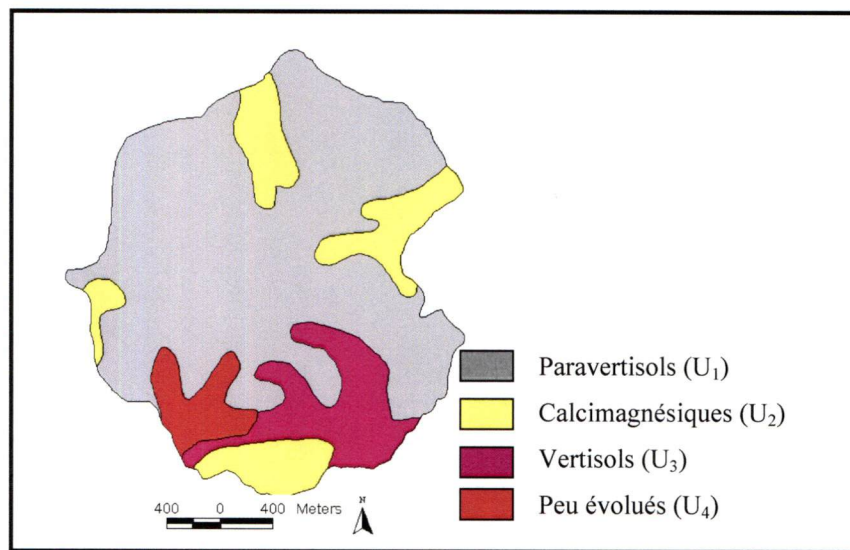 Paravertisols (U₁)
Calcimagnésiques (U₂)
Vertisols (U₃)
Peu évolués (U₄)
400 0 400 Meters
N